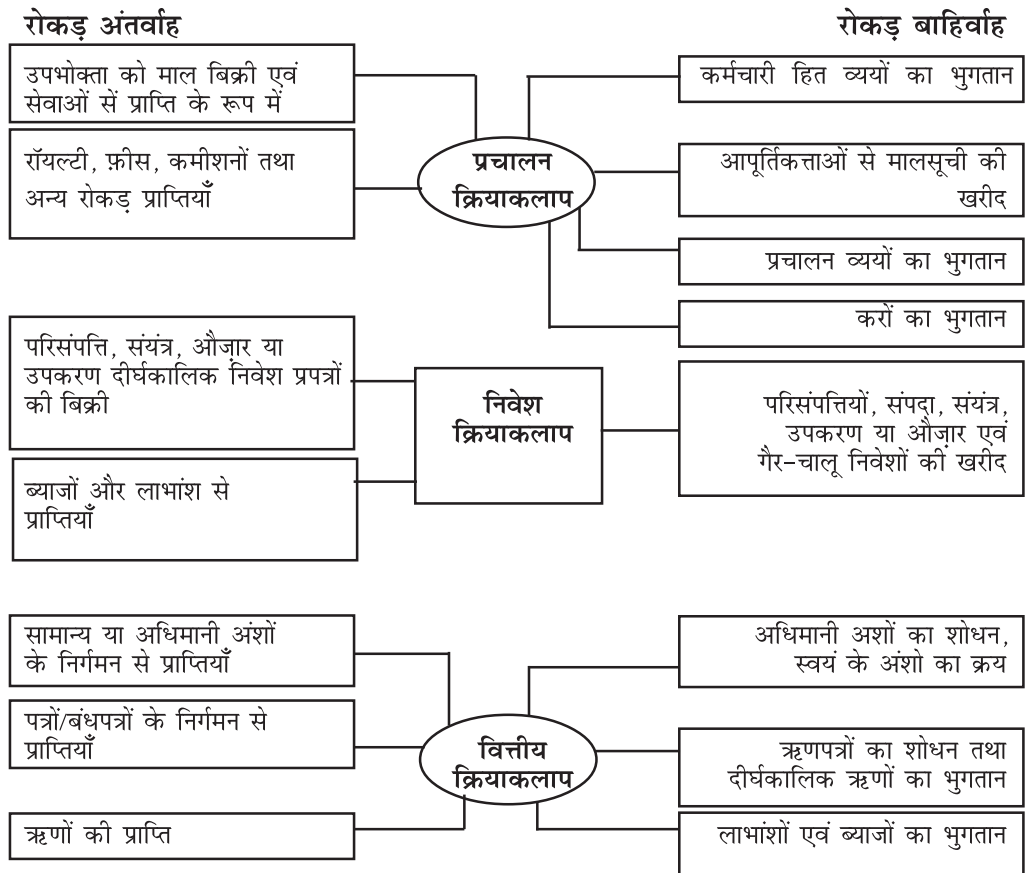 रोकड़ अंतर्वाह
रोकड़ बाहिर्वाह
उपभोक्ता को माल बिक्री एवं
सेवाओं सें प्राप्ति के रूप में
रॉयल्टी, फ़ीस, कमीशनों तथा
अन्य रोकड़ प्राप्तियाँ
प्रचालन
क्रियाकलाप
कर्मचारी हित व्ययों का भुगतान
आपूर्तिकत्ताओं से मालसूची की
खरीद
प्रचालन व्ययों का भुगतान
करों का भुगतान
परिसंपत्ति, संयंत्र, औज़ार या
उपकरण दीर्घकालिक निवेश प्रपत्रों
की बिक्री
ब्याजों और लाभांश से
प्राप्तियाँ
निवेश
क्रियाकलाप
परिसंपत्तियों, संपदा, संयंत्र,
उपकरण या औज़ार एवं
गैर-चालू निवेशों की खरीद
सामान्य या अधिमानी अंशों
के निर्गमन से प्राप्तियाँ
पत्रों/बंधपत्रों के निर्गमन से
प्राप्तियाँ
ऋणों की प्राप्ति
वित्तीय
क्रियाकलाप
अधिमानी अशों का शोधन,
स्वयं के अंशो का क्रय
ऋणपत्रों का शोधन तथा
दीर्घकालिक ऋणों का भुगतान
लाभांशों एवं ब्याजों का भुगतान